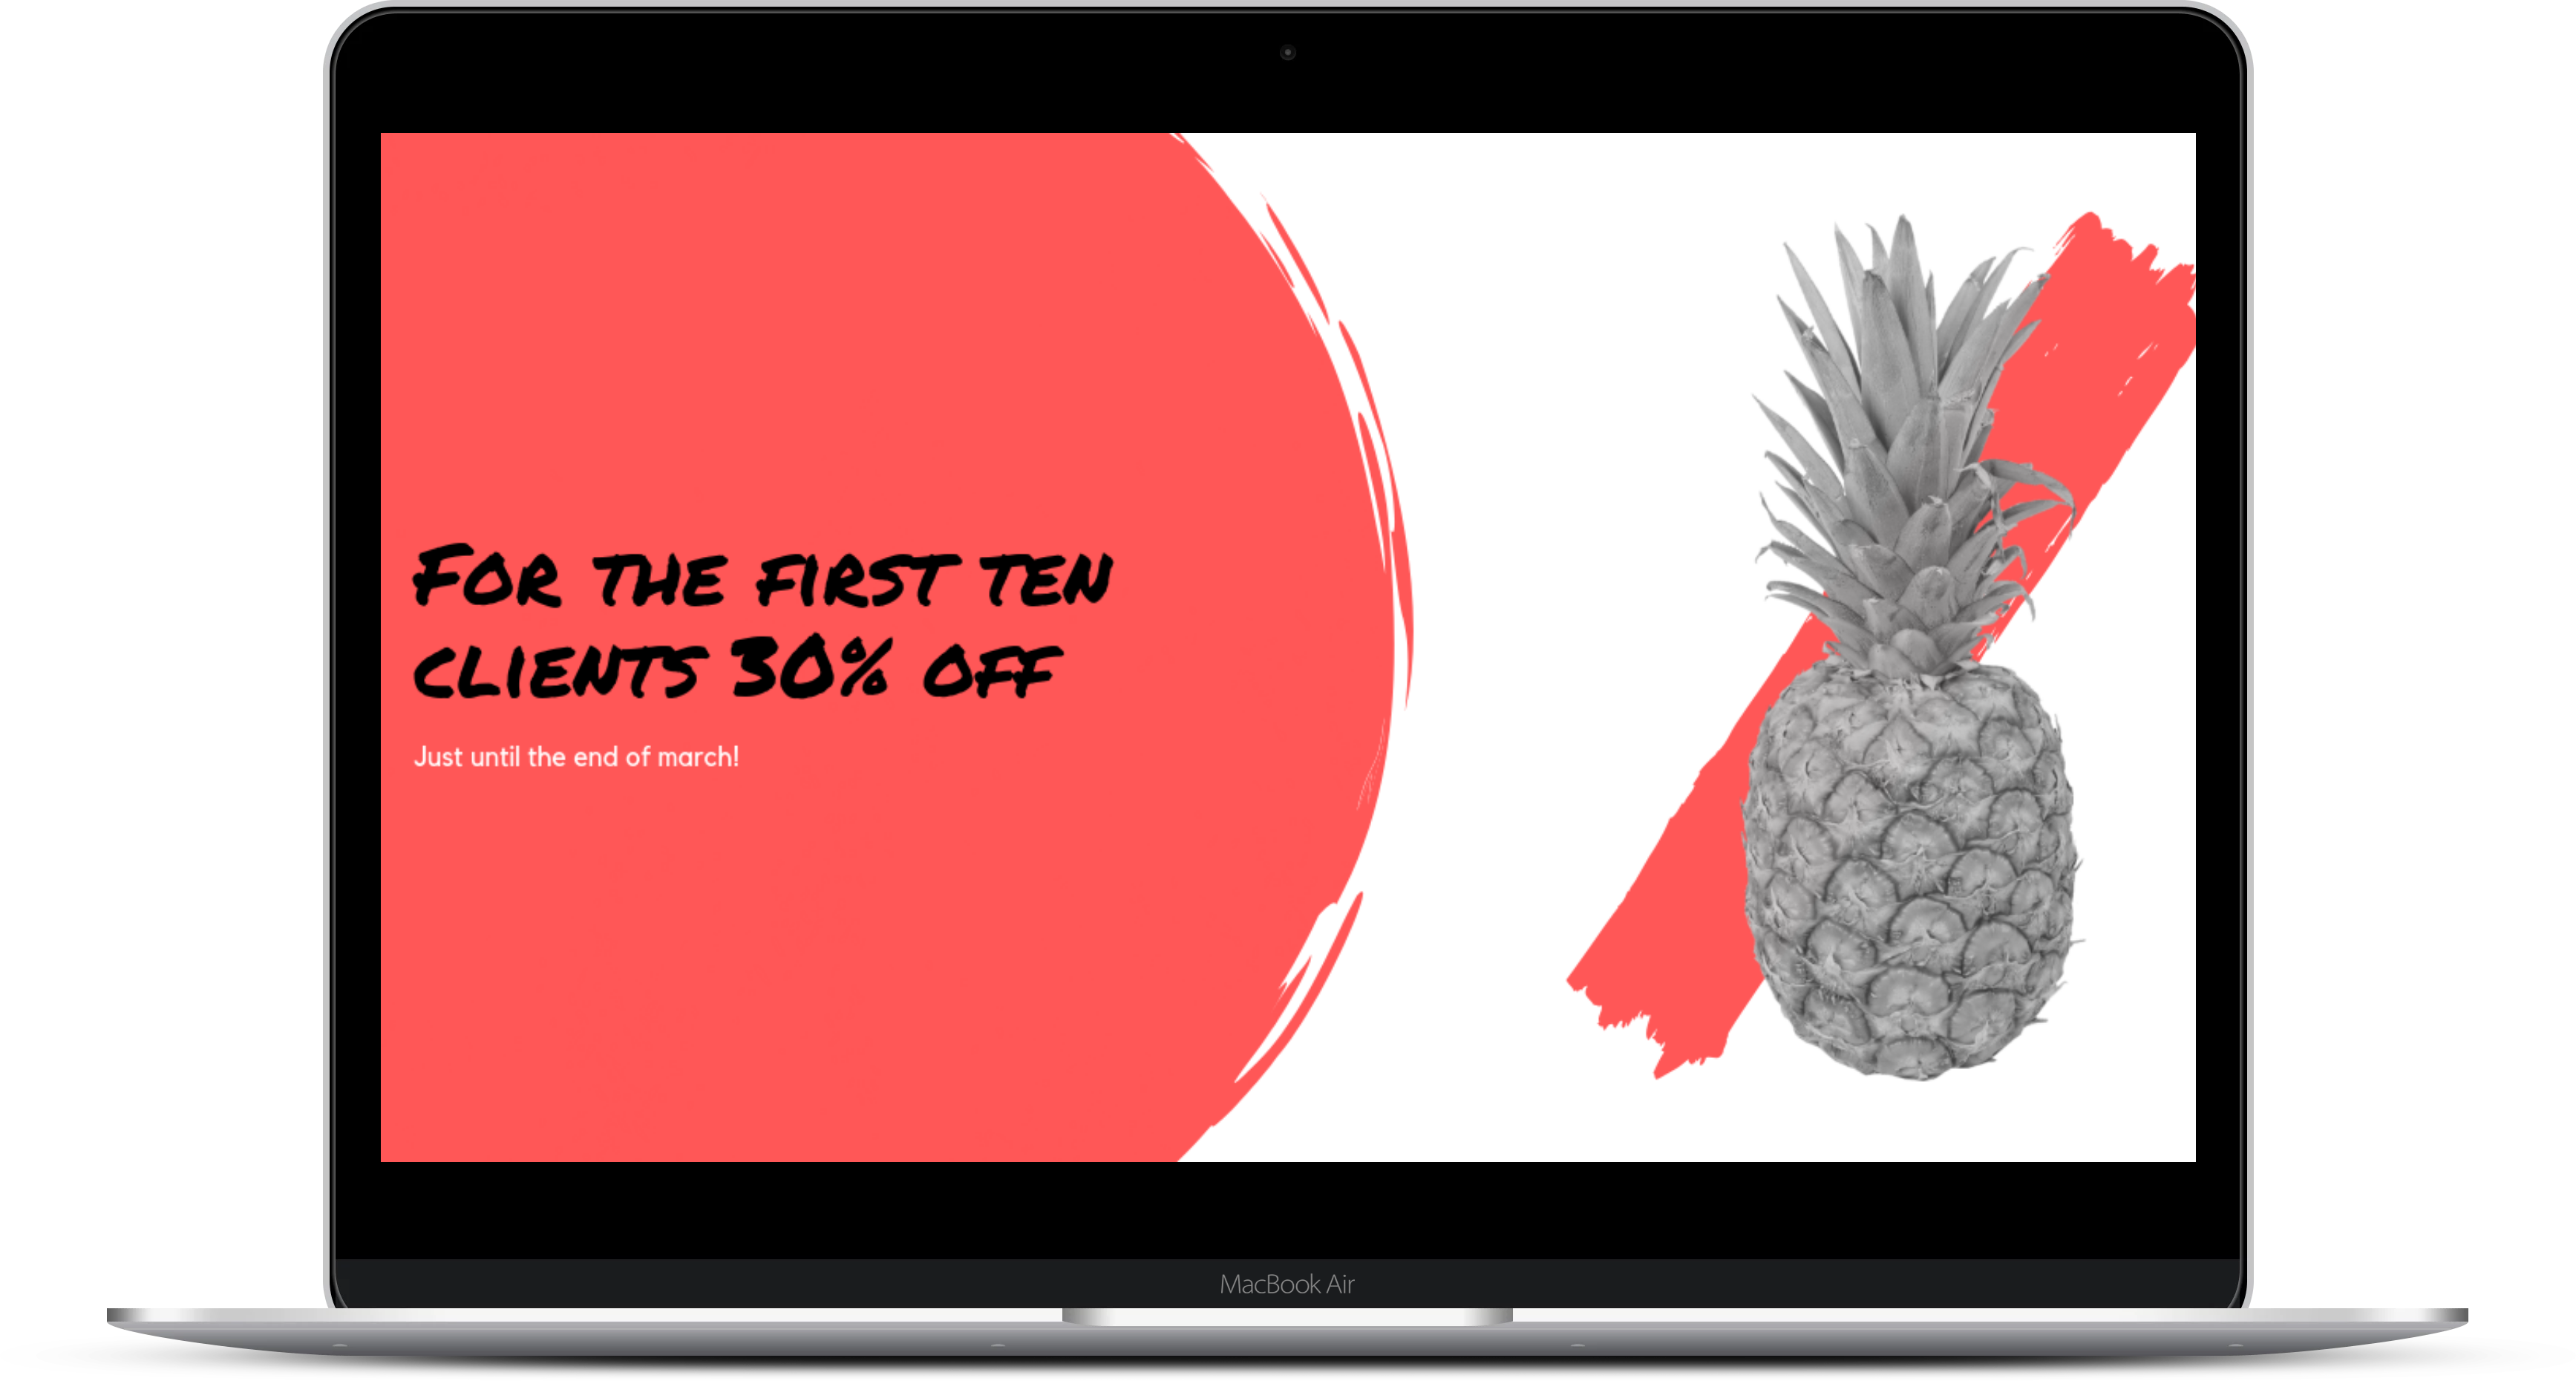 For the first ten
clients 30% off
Just until the end of march!
MacBook Air